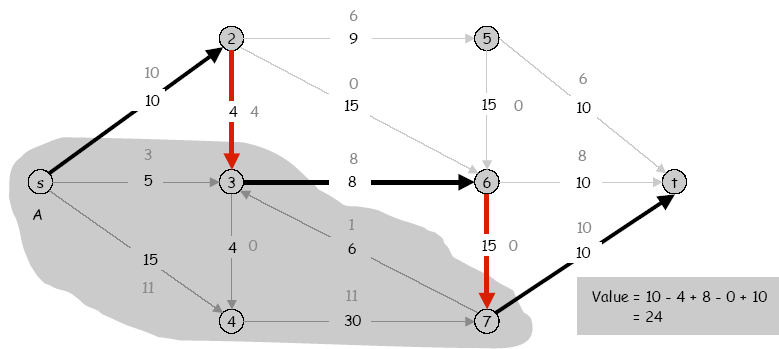 6
2 9 5
10 0 6
10 15 10
4 4 15 0
3 8 8
s 5 3 8 6 10 t
A
1 10
15 4 0 6 15 0 10
11 11
4 30 7
Value = 10 - 4 + 8 - 0 + 10
= 24